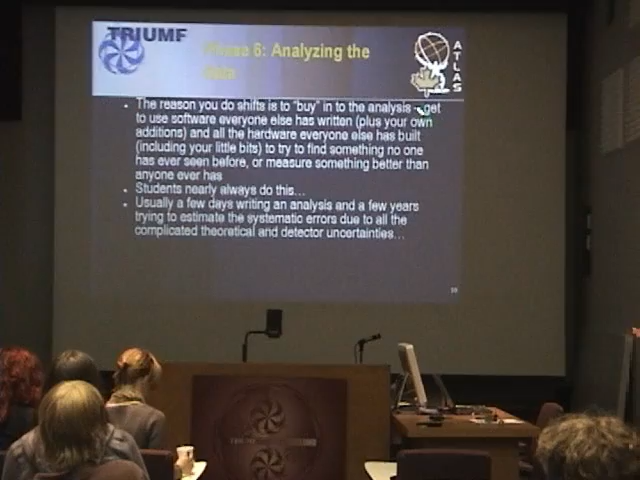 TRIUMF
6: Analyzing the
data
ATLAS
• The reason you do shifts is to "buy" in to the analysis – get
to use software everyone else has written (plus your own
additions) and all the hardware everyone else has built
(including your little bits) to try to find something no one
has ever seen before, or measure something better than
anyone ever has
• Students nearly always do this...
• Usually a few days writing an analysis and a few years
trying to estimate the systematic errors due to all the
complicated theoretical and detector uncertainties...